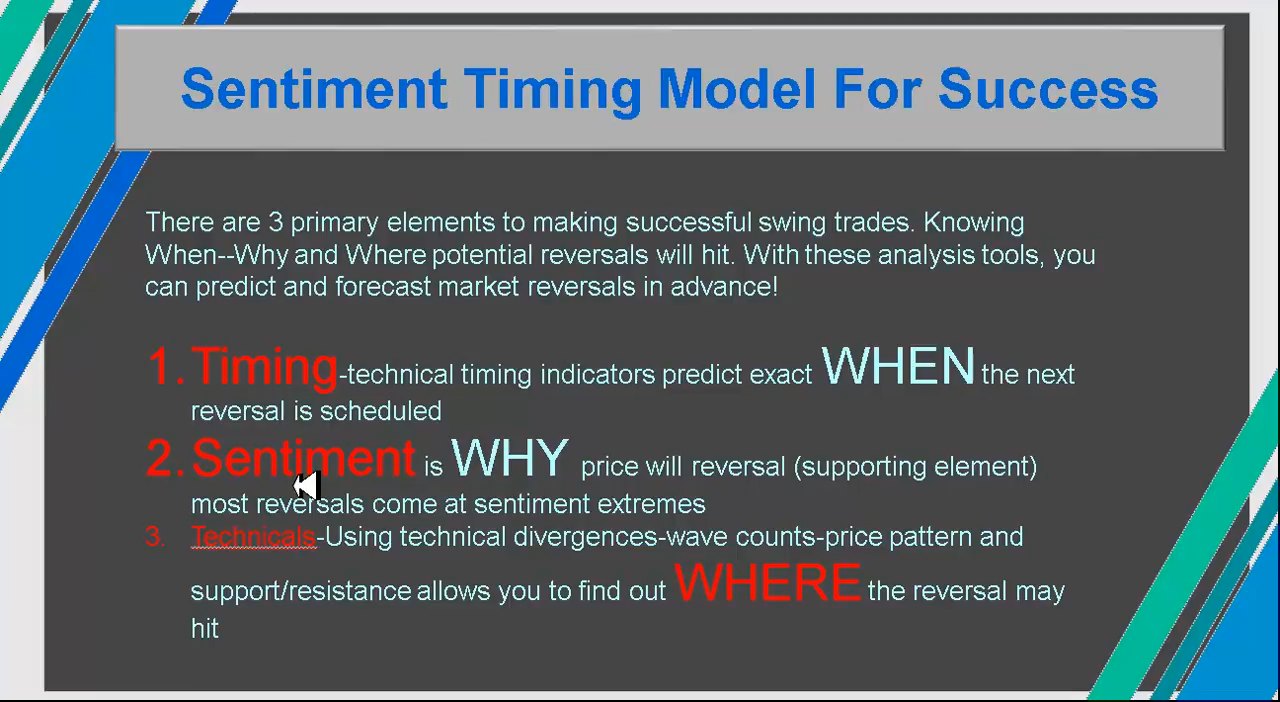 Sentiment Timing Model For Success
There are 3 primary elements to making successful swing trades. Knowing
When--Why and Where potential reversals will hit. With these analysis tools, you
can predict and forecast market reversals in advance!
1. Timing-technical timing indicators predict exact WHEN the next
reversal is scheduled
2. Sentiment is WHY price will reversal (supporting element)
most reversals come at sentiment extremes
3. Technicals-Using technical divergences-wave counts-price pattern and
support/resistance allows you to find out WHERE the reversal may
hit